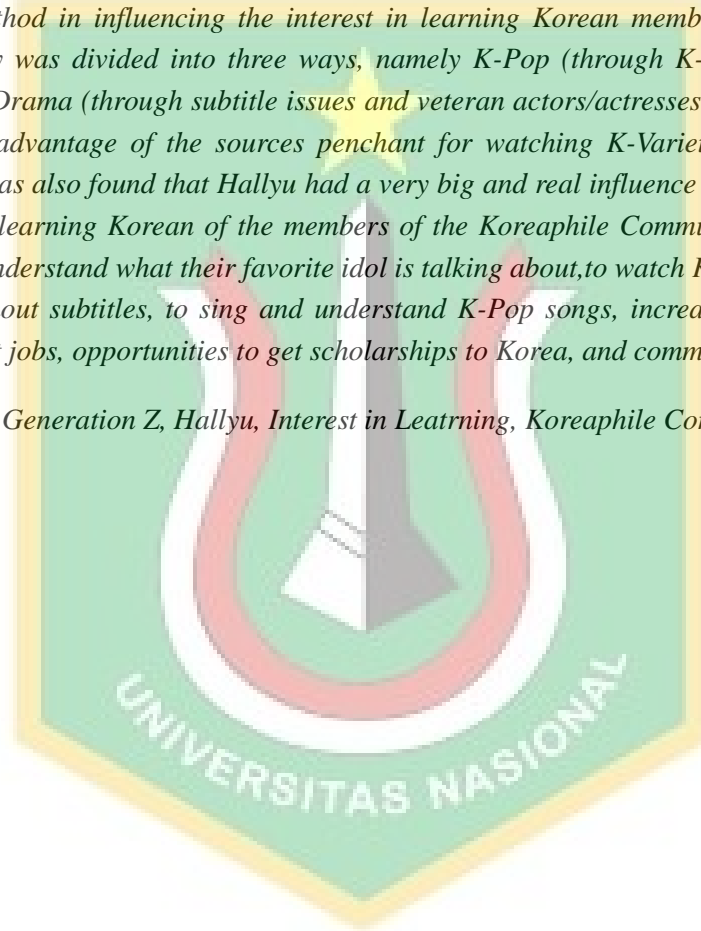 thod in influencing the interest in learning Korean memb
y was divided into three ways, namely K-Pop (through K-
Drama (through subtitle issues and veteran actors/actresses
advantage of the sources penchant for watching K-Varie
as also found that Hallyu had a very big and real influence
learning Korean of the members of the Koreaphile Commu
nderstand what their favorite idol is talking about,to watch
out subtitles, to sing and understand K-Pop songs, increa
t jobs, opportunities to get scholarships to Korea, and comm
Generation Z, Hallyu, Interest in Leatrning, Koreaphile Co
UNIVERSITAS NASIONAL